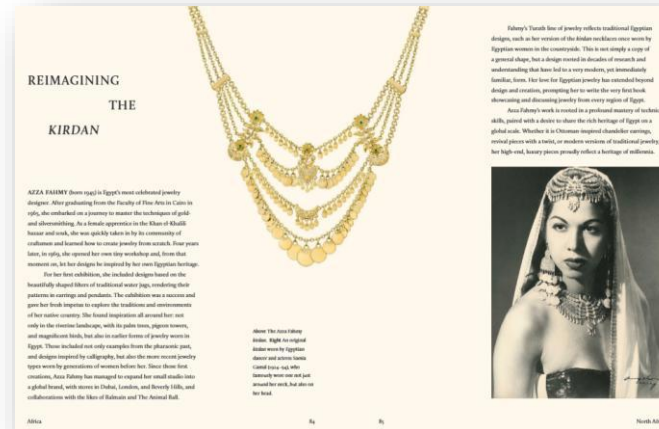 REIMAGINING
THE
KIRDAN
AZZA FAHMY (born 1945) is Egypt's most celebrated jewelry
designer. After graduating from the Faculty of Fine Arts in Cairo in
1965, she embarked on a journey to master the techniques of gold-
and silversmithing. As a female apprentice in the Khan el-Khalili
bazaar and souk, she was quickly taken in by its community of
craftsmen and learned how to create jewelry from scratch. Four years
later, in 1969, she opened her own tiny workshop and, from that
moment on, let her designs be inspired by her own Egyptian heritage.
For her first exhibition, she included designs based on the
beautifully shaped filters of traditional water jugs, rendering their
patterns in earrings and pendants. The exhibition was a success and
gave her fresh impetus to explore the traditions and environments
of her native country. She found inspiration all around her: not
only in the riverine landscape, with its palm trees, pigeon towers,
and magnificent birds, but also in earlier forms of jewelry worn in
Egypt. These included not only examples from the pharaonic past,
and designs inspired by calligraphy, but also the more recent jewelry
types worn by generations of women before her. Since those first
creations, Azza Fahmy has managed to expand her small studio into
a global brand, with stores in Dubai, London, and Beverly Hills, and
collaborations with the likes of Balmain and The Animal Ball.
Africa
84
Above The Azza Fahmy
kirdan. Right An original
kirdan worn by Egyptian
dancer and actress Samia
Gamal (1924–94), who
famously wore one not just
around her neck, but also on
her head.
85
Fahmy's Turath line of jewelry reflects traditional Egyptian
designs, such as her version of the kirdan necklaces once worn by
Egyptian women in the countryside. This is not simply a copy of
a general shape, but a design rooted in decades of research and
understanding that have led to a very modern, yet immediately
familiar, form. Her love for Egyptian jewelry has extended beyond
design and creation, prompting her to write the very first book
showcasing and discussing jewelry from every region of Egypt.
Azza Fahmy's work is rooted in a profound mastery of technic
skills, paired with a desire to share the rich heritage of Egypt on a
global scale. Whether it is Ottoman-inspired chandelier earrings,
revival pieces with a twist, or modern versions of traditional jewelry,
her high-end, luxury pieces proudly reflect a heritage of millennia.
North Af